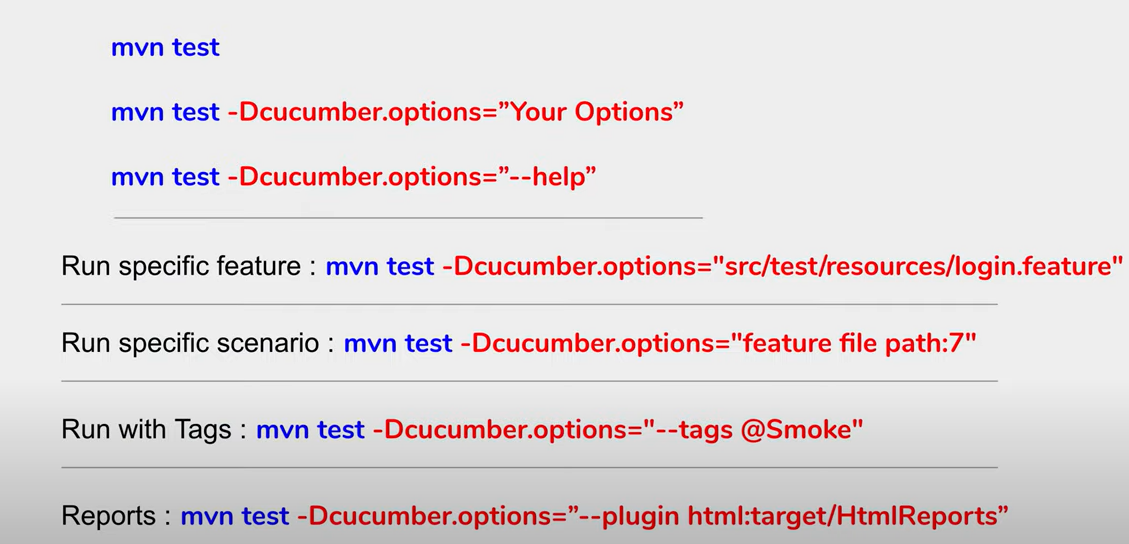 mvn test
mvn test -Dcucumber.options=”Your Options”
mvn test -Dcucumber.options=”--help”
Run specific feature : mvn test -Dcucumber.options="src/test/resources/login.feature"
Run specific scenario : mvn test -Dcucumber.options="feature file path:7"
Run with Tags : mvn test -Dcucumber.options="--tags @Smoke"
Reports : mvn test -Dcucumber.options=”--plugin html:target/HtmlReports”